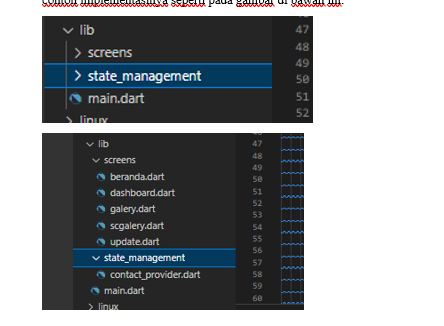 contoh implementasinya seperti pada gambar di bawah ini:
lib
screens
state_management
main.dart
linux
47
48
49
50
51
52
lib
screens
beranda.dart
dashboard.dart
galery.dart
scgalery.dart
update.dart
state_management
contact_provider.dart
main.dart
linux
47
48
49
50
51
52
53
54
55
56
57
58
59
60